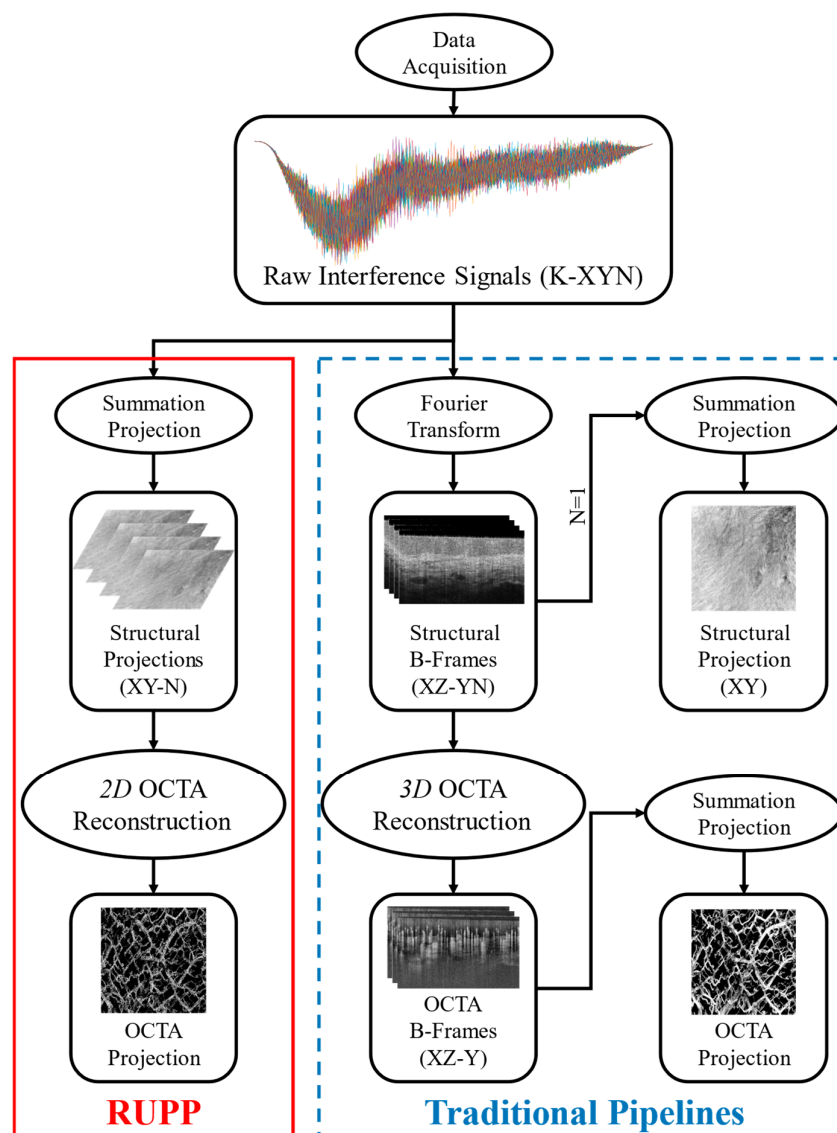 Data
Acquisition
Raw Interference Signals (K-XYN)
Summation
Projection
Structural
Projections
(XY-N)
2D OCTA
Reconstruction
OCTA
Projection
RUPP
Fourier
Transform
N=1
Structural
B-Frames
(XZ-YN)
3D OCTA
Reconstruction
OCTA
B-Frames
(XZ-Y)
Summation
Projection
Structural
Projection
(XY)
Summation
Projection
OCTA
Projection
Traditional Pipelines